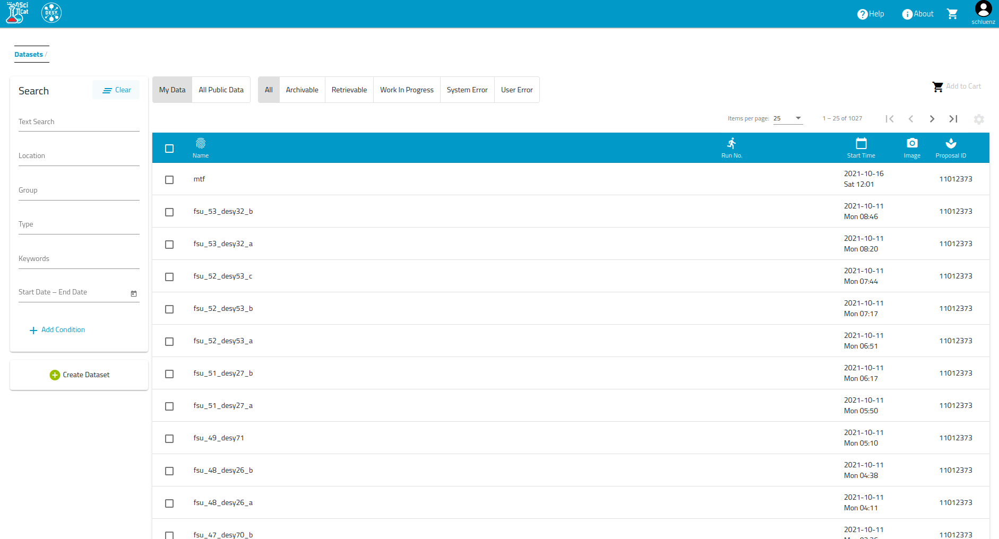 Sci
Cat
DESY.
Help
About
schluenz
Datasets /
Search
Clear
Text Search
Location
Group
Type
Keywords
Start Date – End Date
Add Condition
Create Dataset
My Data
All Public Data
All
Archivable
Retrievable
Work In Progress
System Error
User Error
Add to Cart
Items per page: 25
1 – 25 of 1027
Name Run No. Start Time Image Proposal ID
mtf 2021-10-16 Sat 12:01 11012373
fsu_53_desy32_b 2021-10-11 Mon 08:46 11012373
fsu_53_desy32_a 2021-10-11 Mon 08:20 11012373
fsu_52_desy53_c 2021-10-11 Mon 07:44 11012373
fsu_52_desy53_b 2021-10-11 Mon 07:17 11012373
fsu_52_desy53_a 2021-10-11 Mon 06:51 11012373
fsu_51_desy27_b 2021-10-11 Mon 06:17 11012373
fsu_51_desy27_a 2021-10-11 Mon 05:50 11012373
fsu_49_desy71 2021-10-11 Mon 05:10 11012373
fsu_48_desy26_b 2021-10-11 Mon 04:38 11012373
fsu_48_desy26_a 2021-10-11 Mon 04:11 11012373
fsu_47_desy70_b 2021-10-11 11012373